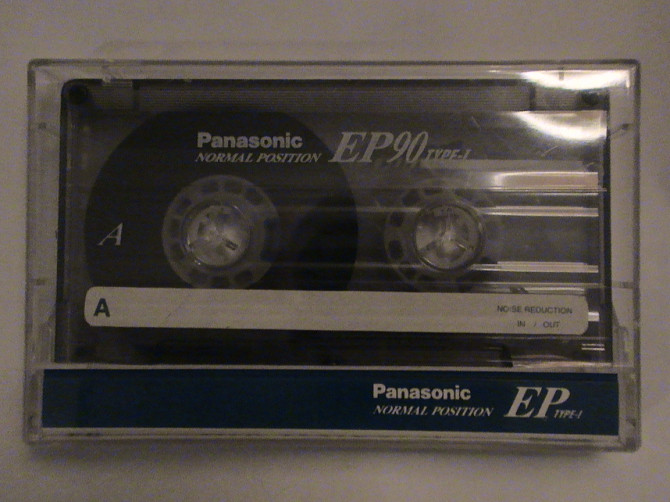 Panasonic
NORMAL POSITION EP90 TYPE-I
A
A
NOISE REDUCTION
IN / OUT
Panasonic
NORMAL POSITION EP TYPE-I